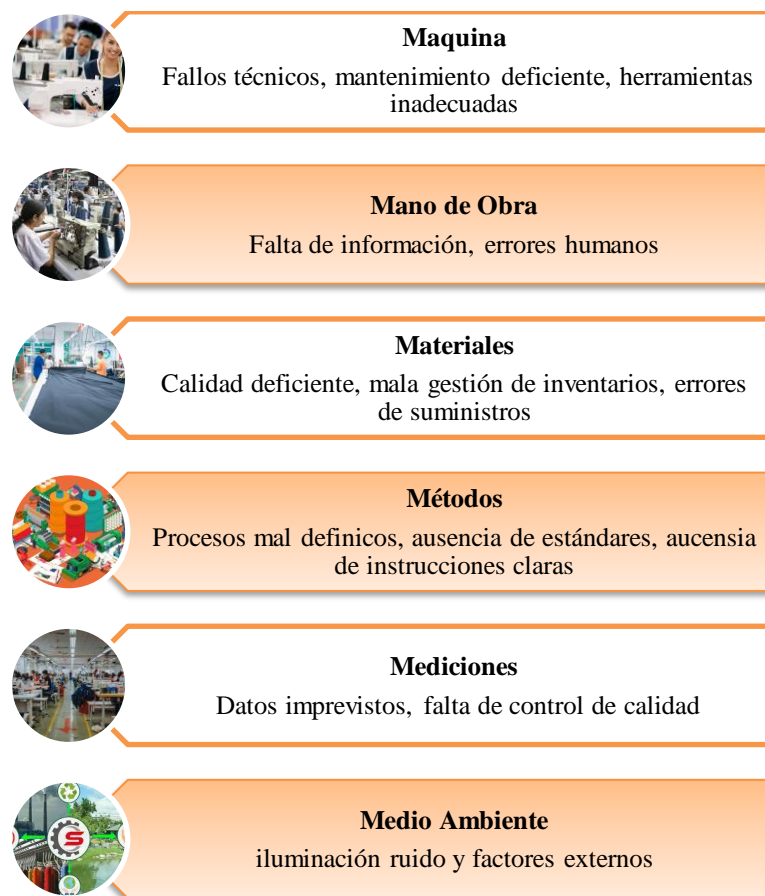 Maquina
Fallos técnicos, mantenimiento deficiente, herramientas
inadecuadas
Mano de Obra
Falta de información, errores humanos
Materiales
Calidad deficiente, mala gestión de inventarios, errores
de suministros
Métodos
Procesos mal definicos, ausencia de estándares, aucensia
de instrucciones claras
Mediciones
Datos imprevistos, falta de control de calidad
Medio Ambiente
iluminación ruido y factores externos
S